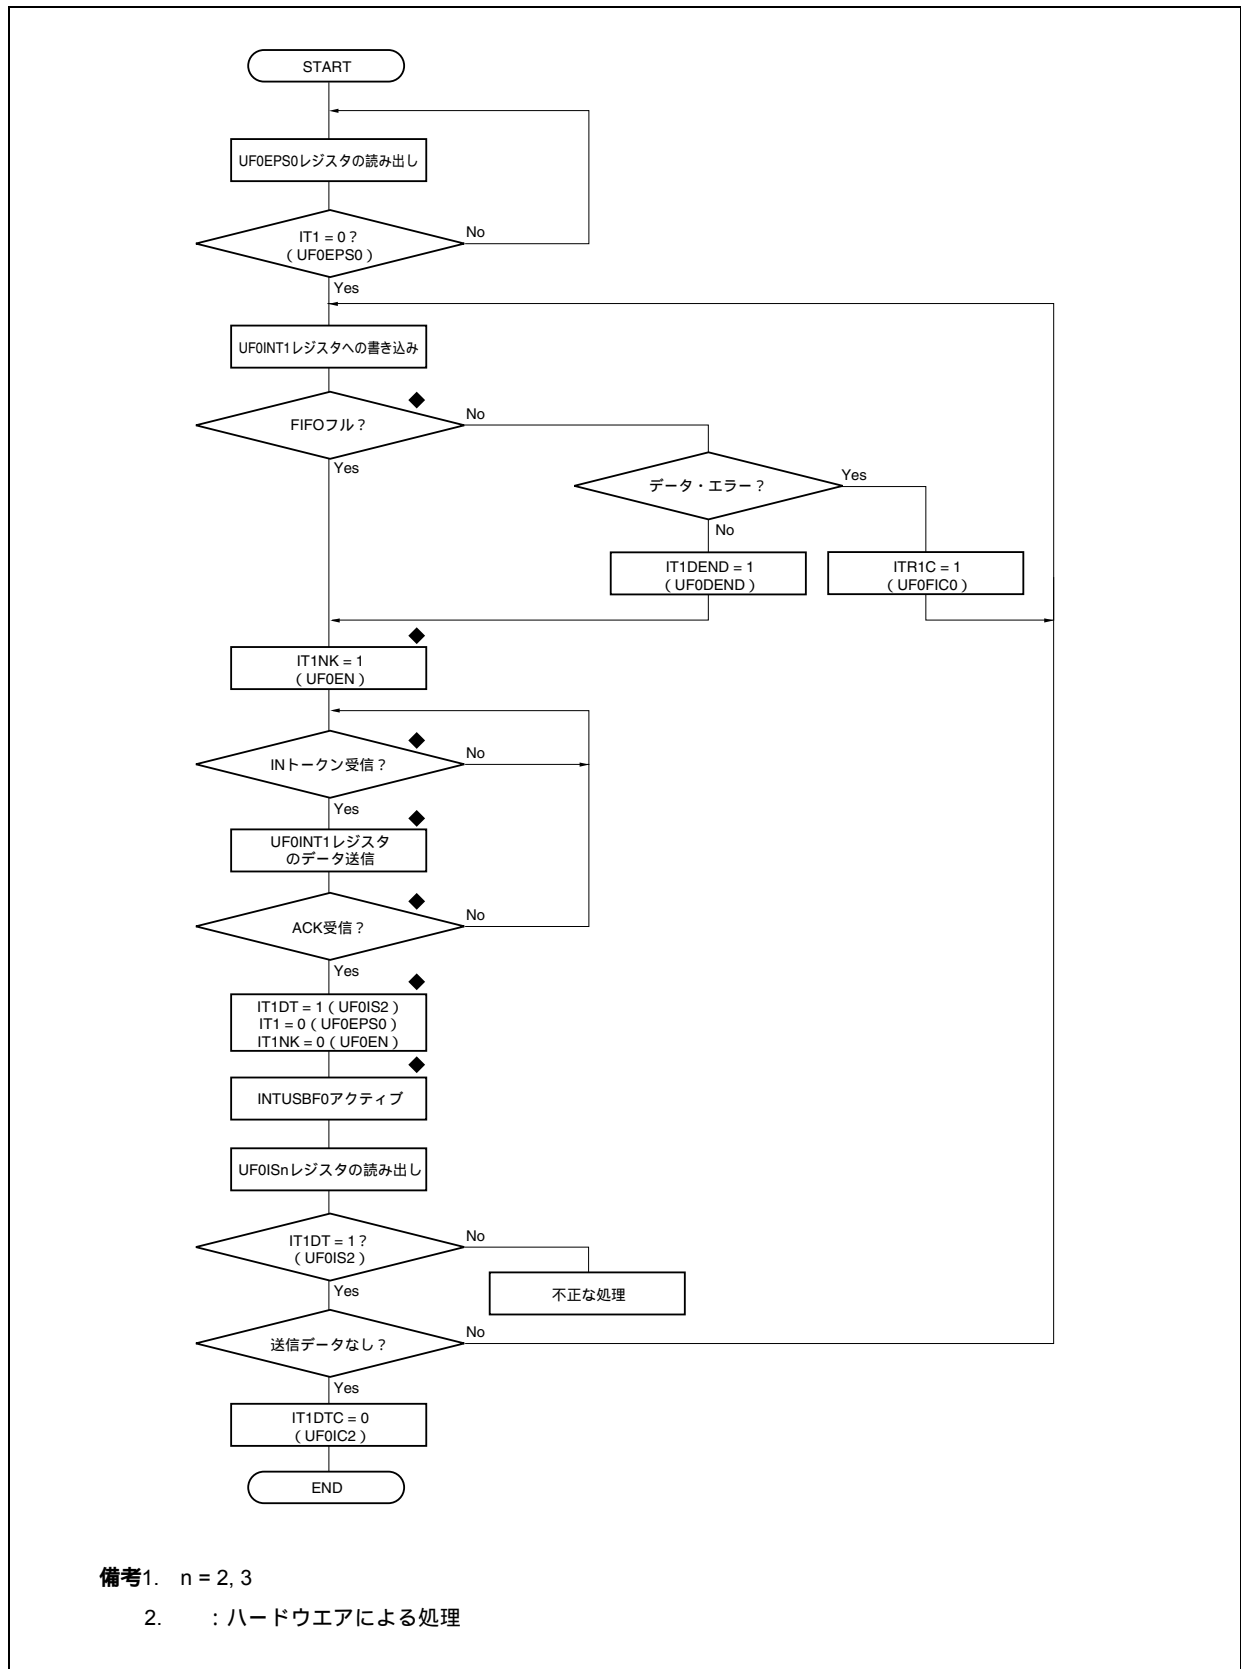 START
UF0EPS0レジスタの読み出し
IT1 = 0？
（UF0EPS0）
No
Yes
UF0INT1レジスタへの書き込み
FIFOフル？
No
Yes
データ・エラー？
Yes
No
IT1DEND = 1
（UF0DEND）
ITR1C = 1
（UF0FIC0）
IT1NK = 1
（UF0EN）
INトークン受信？
No
Yes
UF0INT1レジスタ
のデータ送信
ACK受信？
No
Yes
IT1DT = 1（UF0IS2）
IT1 = 0（UF0EPS0）
IT1NK = 0（UF0EN）
INTUSBF0アクティブ
UF0ISnレジスタの読み出し
IT1DT = 1？
（UF0IS2）
No
Yes
不正な処理
送信データなし？
No
Yes
IT1DTC = 0
（UF0IC2）
END
備考1. n = 2, 3
2. ：ハードウエアによる処理